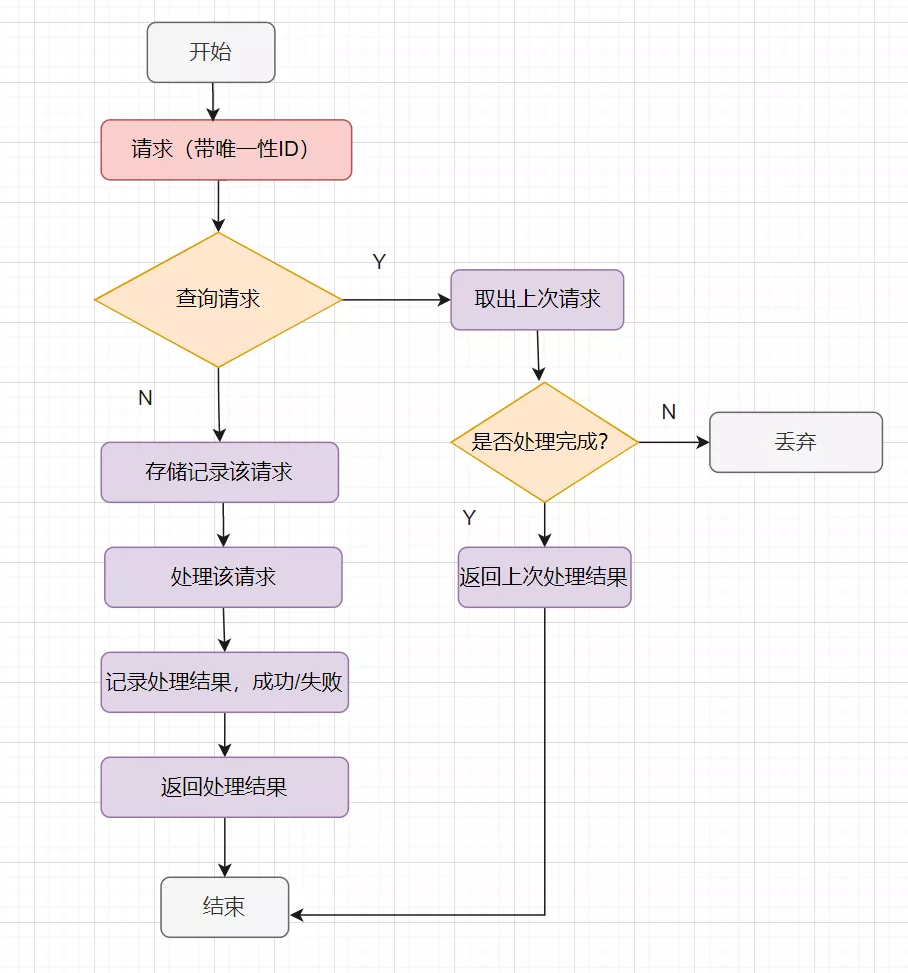 开始
请求（带唯一性ID）
查询请求
Y
取出上次请求
N
是否处理完成？
N
丢弃
存储记录该请求
Y
处理该请求
返回上次处理结果
记录处理结果，成功/失败
返回处理结果
结束